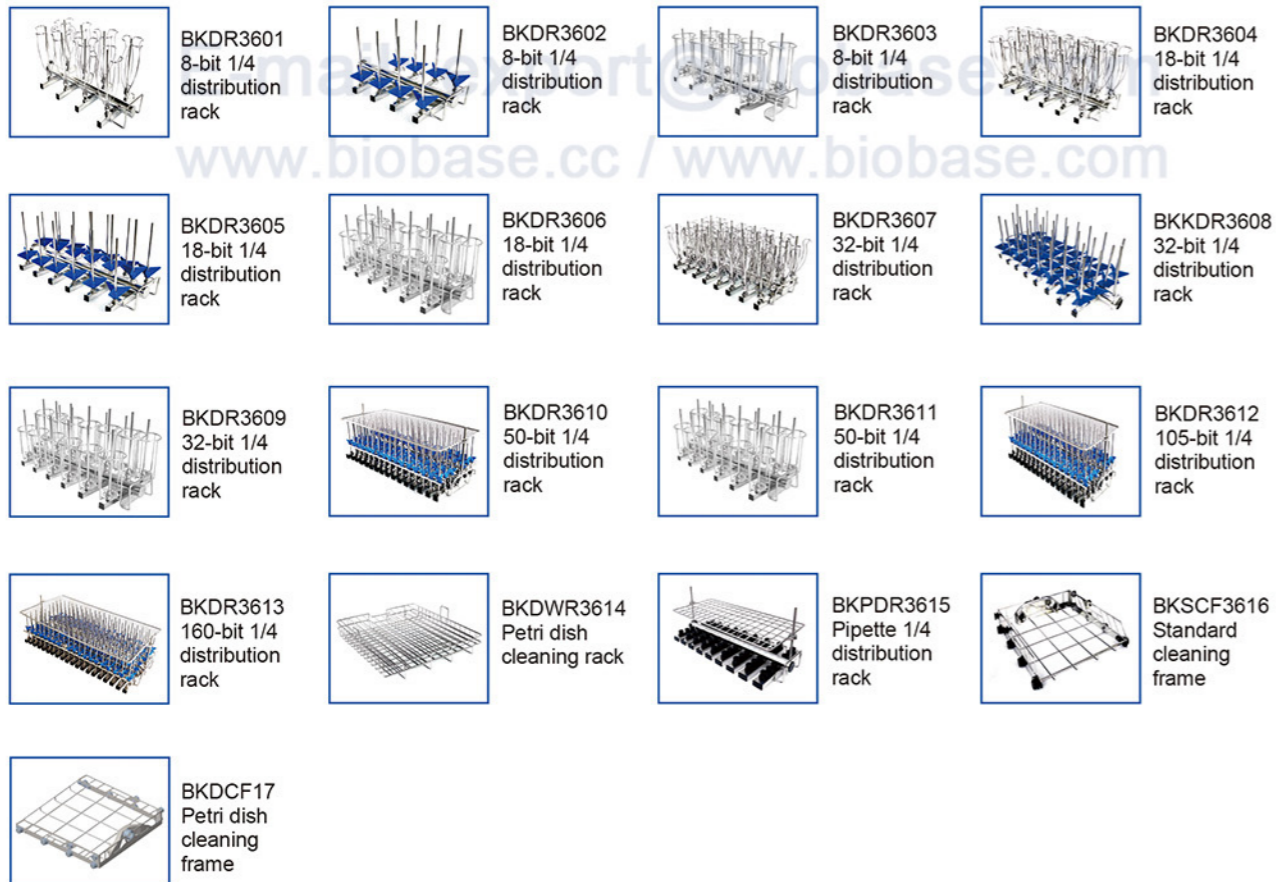 BKDR3601
8-bit 1/4
distribution
rack
BKDR3602
8-bit 1/4
distribution
rack
BKDR3603
8-bit 1/4
distribution
rack
BKDR3604
18-bit 1/4
distribution
rack
E-mail:export@biobase.com
www.biobase.cc / www.biobase.com
BKDR3605
18-bit 1/4
distribution
rack
BKDR3606
18-bit 1/4
distribution
rack
BKDR3607
32-bit 1/4
distribution
rack
BKKDR3608
32-bit 1/4
distribution
rack
BKDR3609
32-bit 1/4
distribution
rack
BKDR3610
50-bit 1/4
distribution
rack
BKDR3611
50-bit 1/4
distribution
rack
BKDR3612
105-bit 1/4
distribution
rack
BKDR3613
160-bit 1/4
distribution
rack
BKDWR3614
Petri dish
cleaning rack
BKPDR3615
Pipette 1/4
distribution
rack
BKSCF3616
Standard
cleaning
frame
BKDCF17
Petri dish
cleaning
frame